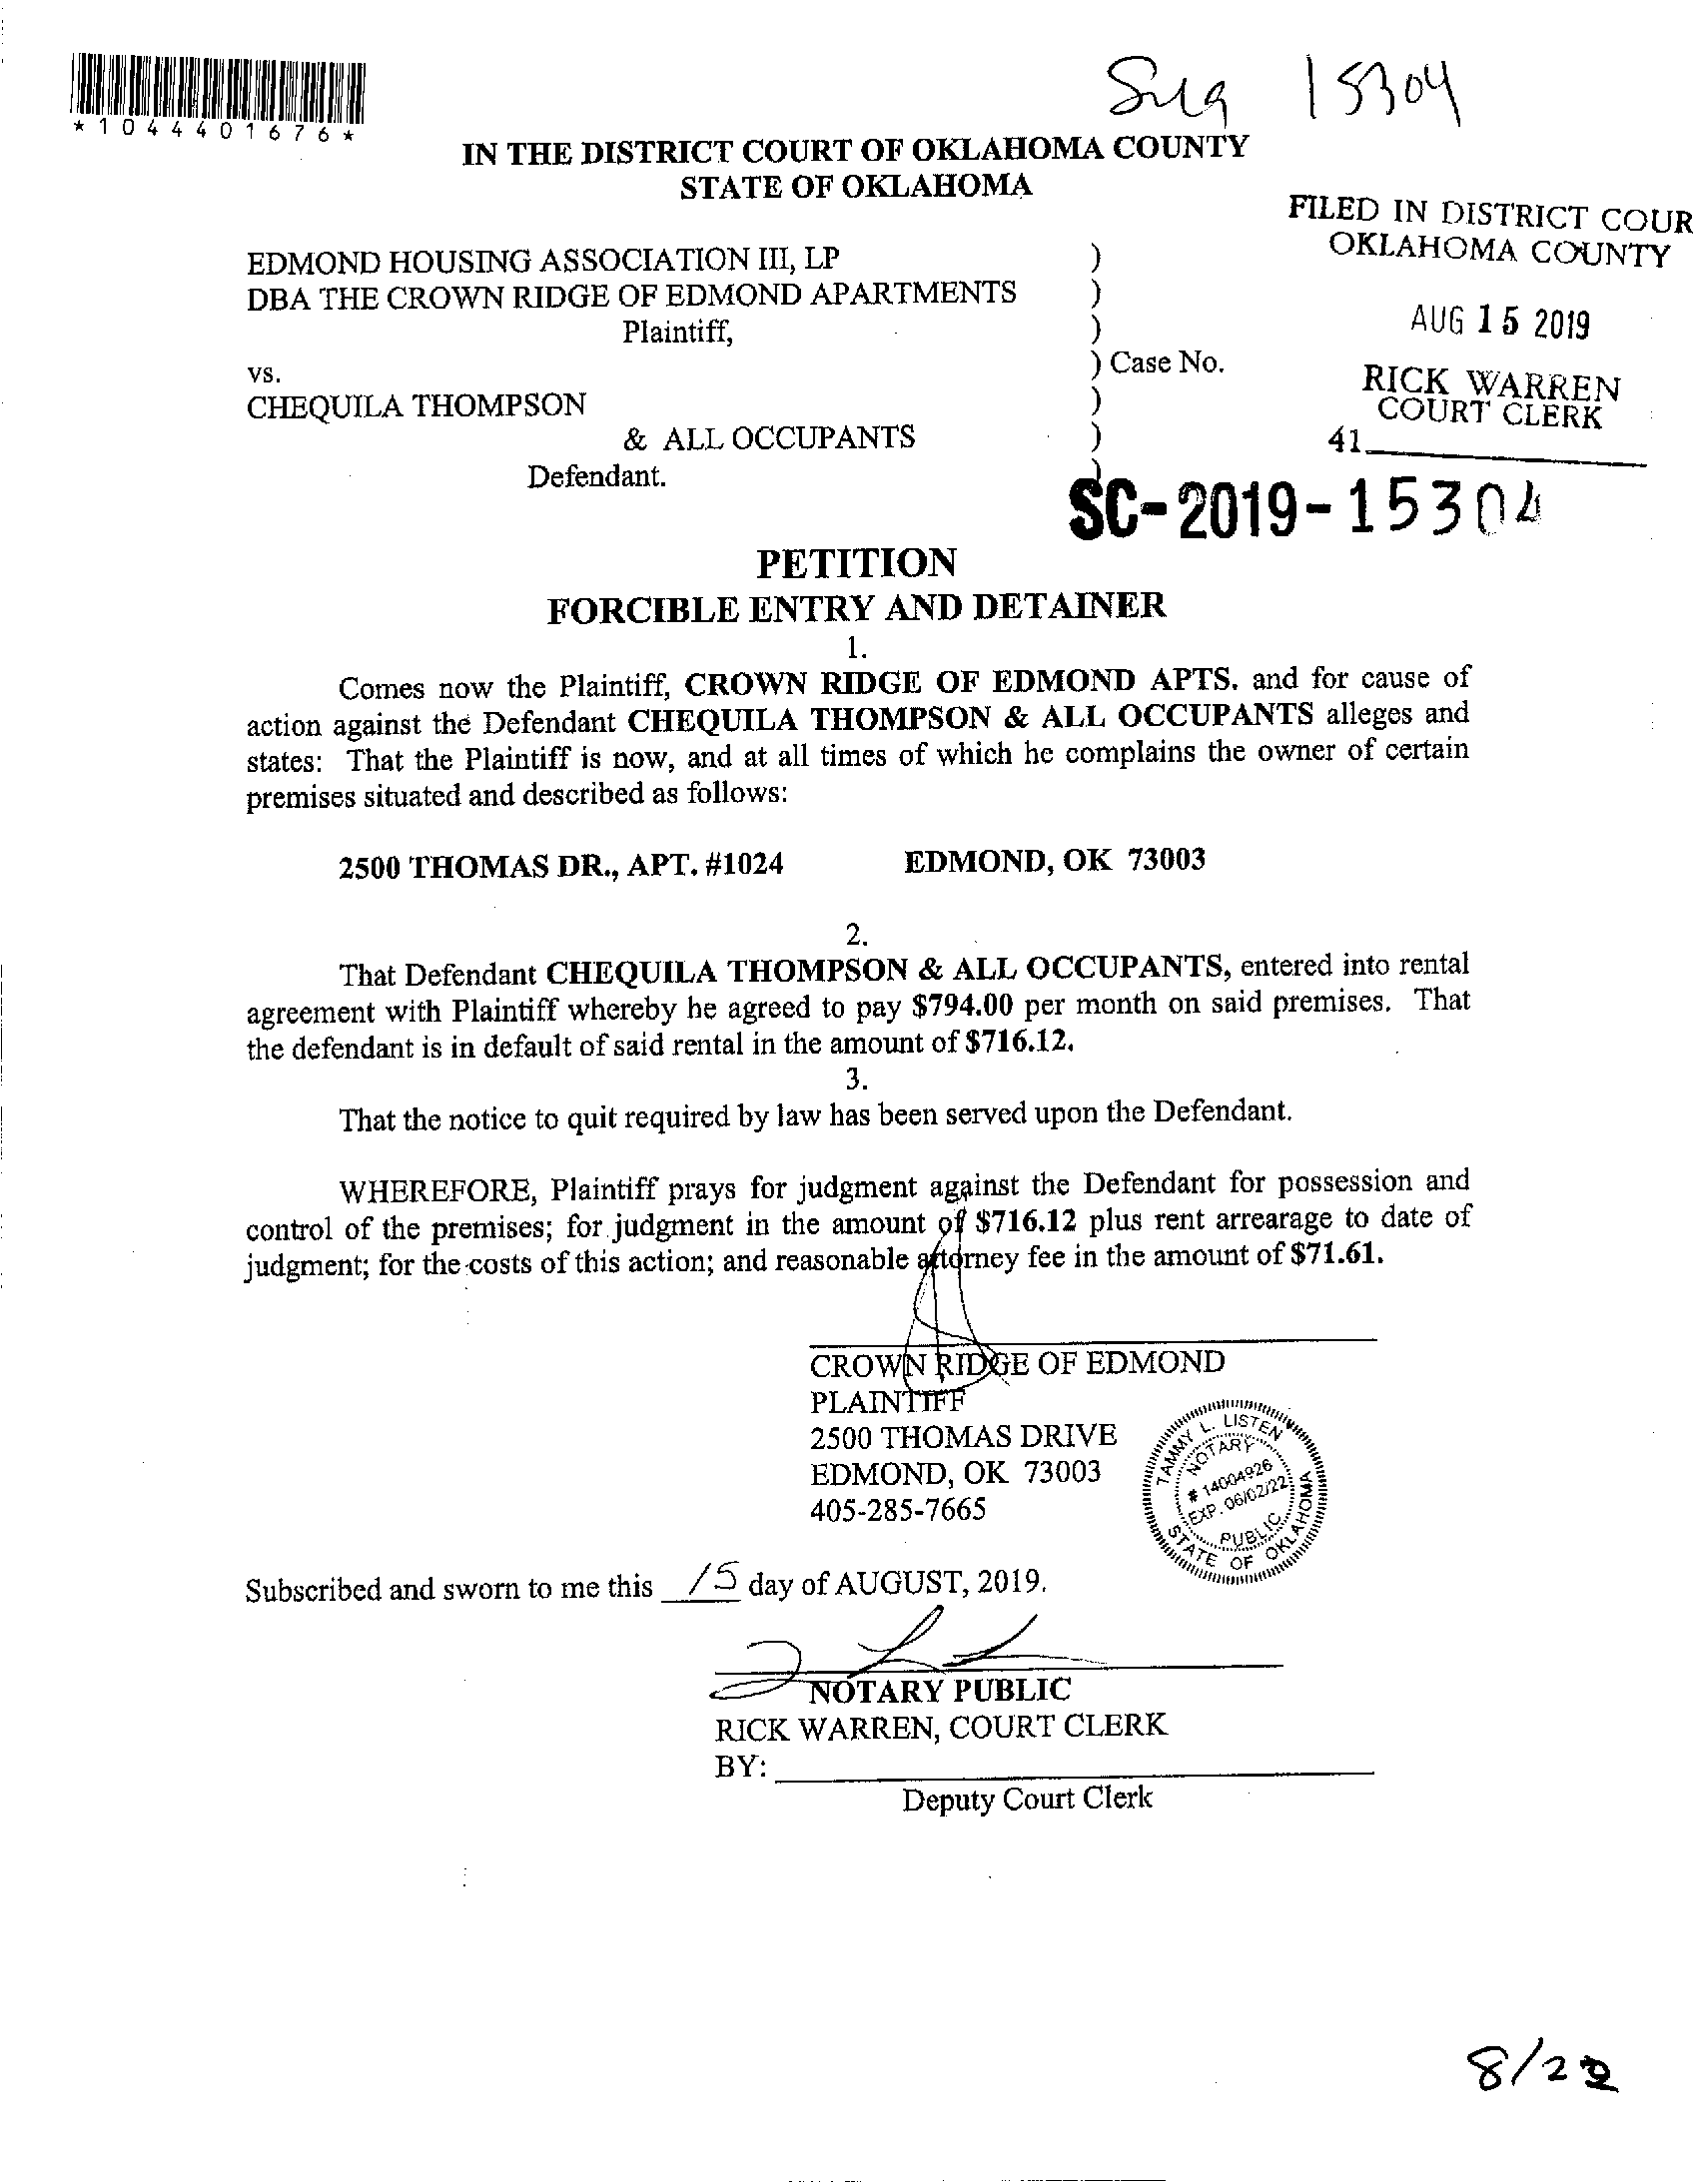 *1044401676*
15304
IN THE DISTRICT COURT OF OKLAHOMA COUNTY
STATE OF OKLAHOMA
FILED IN DISTRICT COUR
OKLAHOMA COUNTY
AUG 15 2019
RICK WARREN
COURT CLERK
41
EDMOND HOUSING ASSOCIATION III, LP )
DBA THE CROWN RIDGE OF EDMOND APARTMENTS )
Plaintiff, )
vs. ) Case No.
CHEQUILA THOMPSON )
& ALL OCCUPANTS )
Defendant. )
SC-2019-15304
PETITION
FORCIBLE ENTRY AND DETAINER
1.
Comes now the Plaintiff, CROWN RIDGE OF EDMOND APTS. and for cause of
action against the Defendant CHEQUILA THOMPSON & ALL OCCUPANTS alleges and
states: That the Plaintiff is now, and at all times of which he complains the owner of certain
premises situated and described as follows:
2500 THOMAS DR., APT. #1024 EDMOND, OK 73003
2.
That Defendant CHEQUILA THOMPSON & ALL OCCUPANTS, entered into rental
agreement with Plaintiff whereby he agreed to pay $794.00 per month on said premises. That
the defendant is in default of said rental in the amount of $716.12.
3.
That the notice to quit required by law has been served upon the Defendant.
WHEREFORE, Plaintiff prays for judgment against the Defendant for possession and
control of the premises; for judgment in the amount of $716.12 plus rent arrearage to date of
judgment; for the costs of this action; and reasonable attorney fee in the amount of $71.61.
CROWN RIDGE OF EDMOND
PLAINTIFF
2500 THOMAS DRIVE
EDMOND, OK 73003
405-285-7665
TAMMY L. LISTEN
NOTARY
# 14004926
EXP. 06/02/22
PUBLIC
STATE OF OKLAHOMA
Subscribed and sworn to me this 15 day of AUGUST, 2019.
NOTARY PUBLIC
RICK WARREN, COURT CLERK
BY:
Deputy Court Clerk